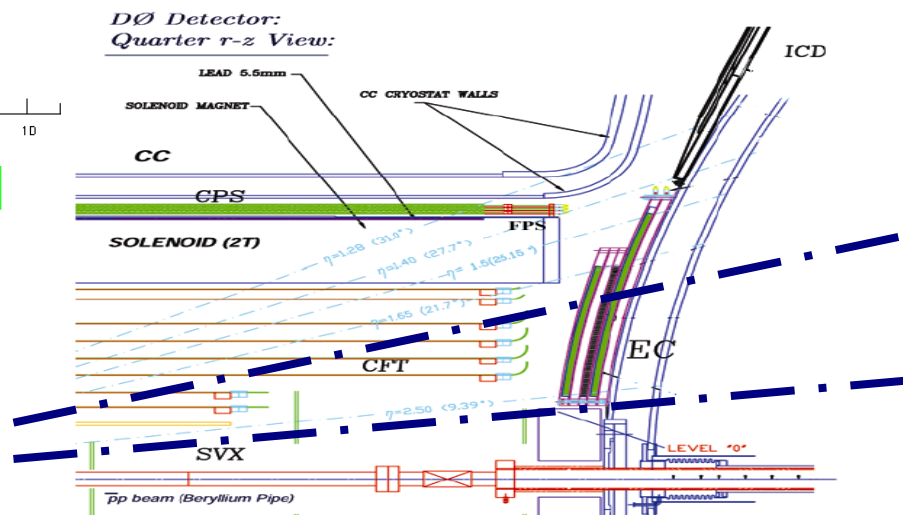 DØ Detector:
Quarter r-z View:
ICD
LEAD 5.5mm
CC CRYOSTAT WALLS
SOLENOID MAGNET
1D
CC
CPS
FPS
SOLENOID (2T)
η=1.28 (31.0°)
η=1.40 (27.7°)
η= 1.5(25.15°)
η=1.65 (21.7°)
EC
CFT
η=2.50 (9.39°)
SVX
LEVEL "0"
p̅p beam (Beryllium Pipe)